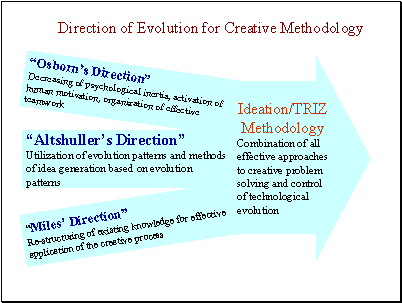 Direction of Evolution for Creative Methodology
“Osborn’s Direction”
Decreasing of psychological inertia, activation of
human motivation, organization of effective
teamwork
“Altshuller’s Direction”
Utilization of evolution patterns and methods
of idea generation based on evolution
patterns
“Miles’ Direction”
Re-structuring of existing knowledge for effective
application of the creative process
Ideation/TRIZ
Methodology
Combination of all
effective approaches
to creative problem
solving and control
of technological
evolution